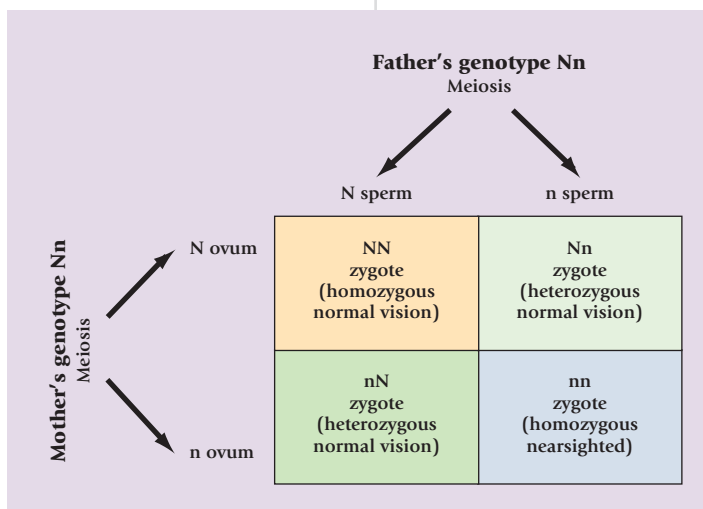 Father's genotype Nn
Meiosis
N sperm
n sperm
Mother's genotype Nn
Meiosis
N ovum
NN
zygote
(homozygous
normal vision)
Nn
zygote
(heterozygous
normal vision)
n ovum
nN
zygote
(heterozygous
normal vision)
nn
zygote
(homozygous
nearsighted)